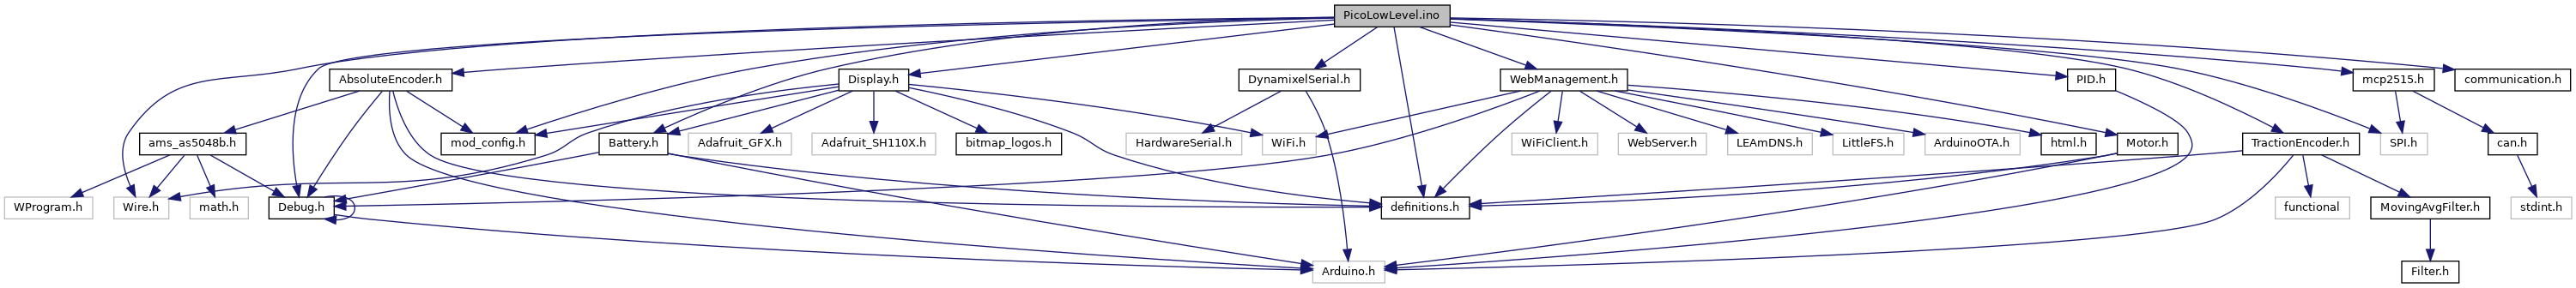 PicoLowLevel.ino
AbsoluteEncoder.h
Display.h
DynamixelSerial.h
WebManagement.h
PID.h
mcp2515.h
communication.h
ams_as5048b.h
mod_config.h
Battery.h
Adafruit_GFX.h
Adafruit_SH110X.h
bitmap_logos.h
HardwareSerial.h
WiFi.h
WiFiClient.h
WebServer.h
LEAmDNS.h
LittleFS.h
ArduinoOTA.h
html.h
Motor.h
TractionEncoder.h
SPI.h
can.h
WProgram.h
Wire.h
math.h
Debug.h
definitions.h
functional
MovingAvgFilter.h
stdint.h
Arduino.h
Filter.h